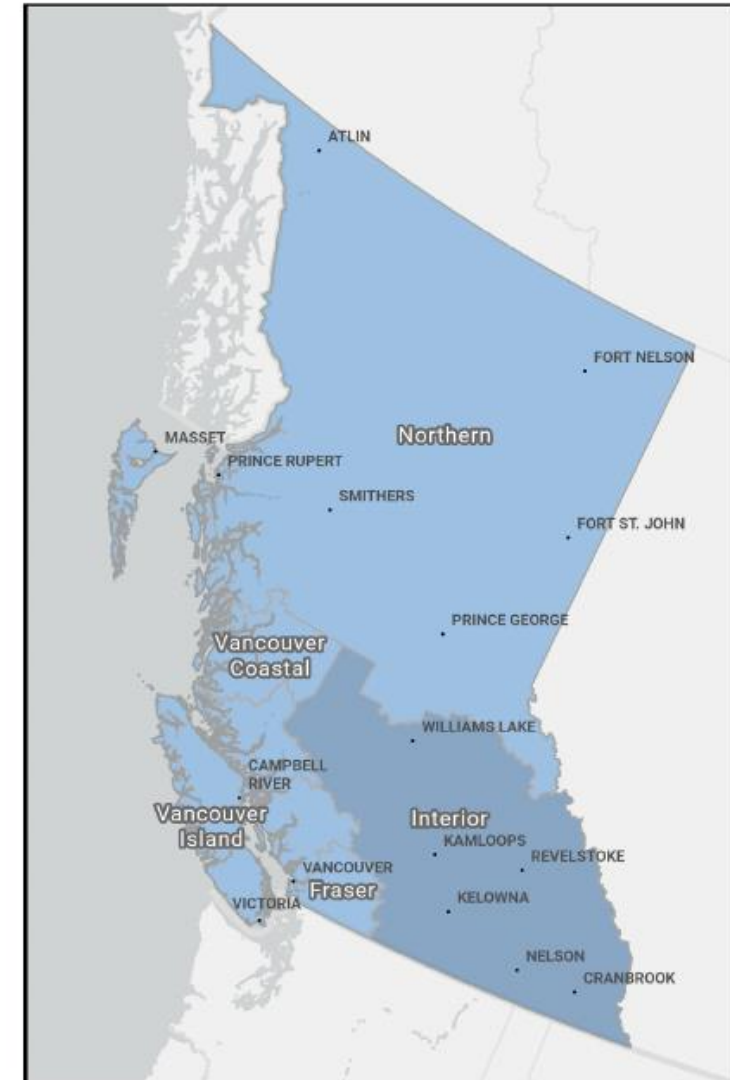 ATLIN
FORT NELSON
Northern
MASSET
PRINCE RUPERT
SMITHERS
FORT ST. JOHN
PRINCE GEORGE
Vancouver
Coastal
WILLIAMS LAKE
CAMPBELL
RIVER
Vancouver
Island
Interior
KAMLOOPS
REVELSTOKE
VANCOUVER
Fraser
KELOWNA
VICTORIA
NELSON
CRANBROOK